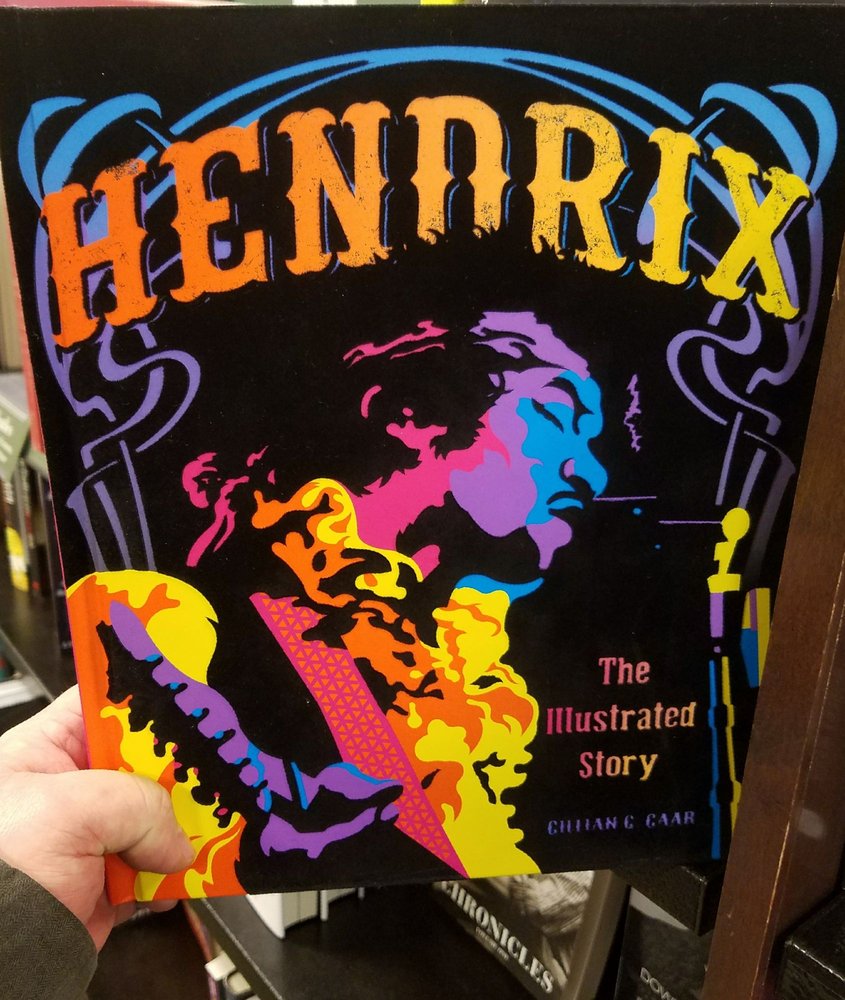 HENDRIX
The
Illustrated
Story
GILLIAN G. GAAR
CHRONICLES